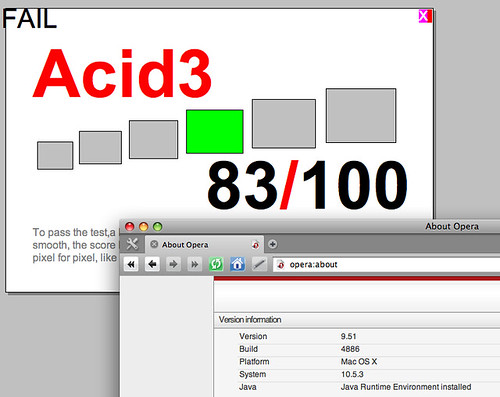 FAIL
X
Acid3
83/100
To pass the test,a
smooth, the score
pixel for pixel, like
About Opera
About Opera
opera:about
Version information
Version 9.51
Build 4886
Platform Mac OS X
System 10.5.3
Java Java Runtime Environment installed